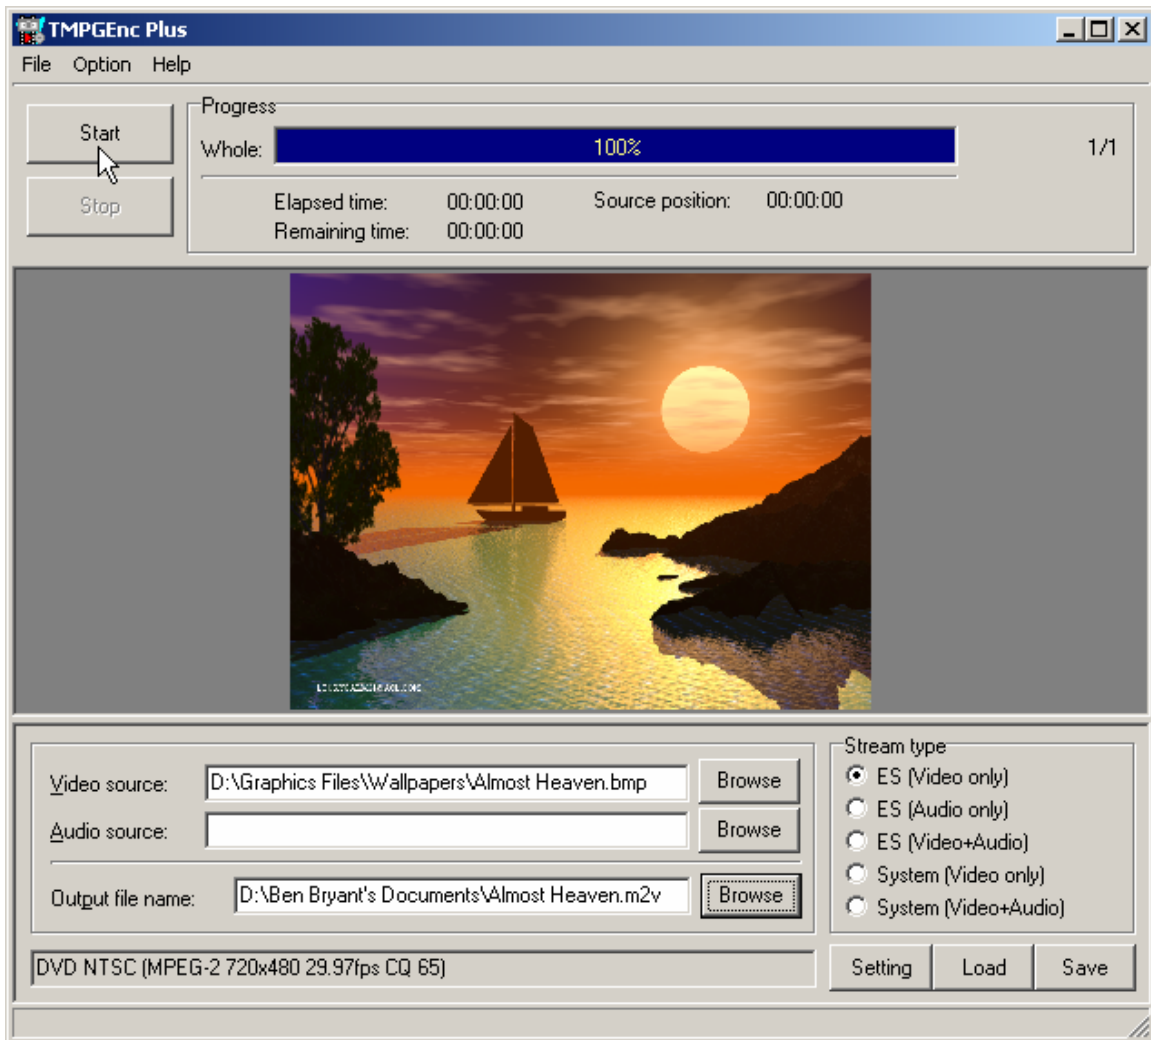 TMPGEnc Plus
File Option Help
Start
Stop
Progress
Whole: 100% 1/1
Elapsed time: 00:00:00 Source position: 00:00:00
Remaining time: 00:00:00
Video source: D:\Graphics Files\Wallpapers\Almost Heaven.bmp Browse
Audio source: Browse
Output file name: D:\Ben Bryant's Documents\Almost Heaven.m2v Browse
Stream type
ES (Video only)
ES (Audio only)
ES (Video+Audio)
System (Video only)
System (Video+Audio)
DVD NTSC (MPEG-2 720x480 29.97fps CQ 65)
Setting Load Save